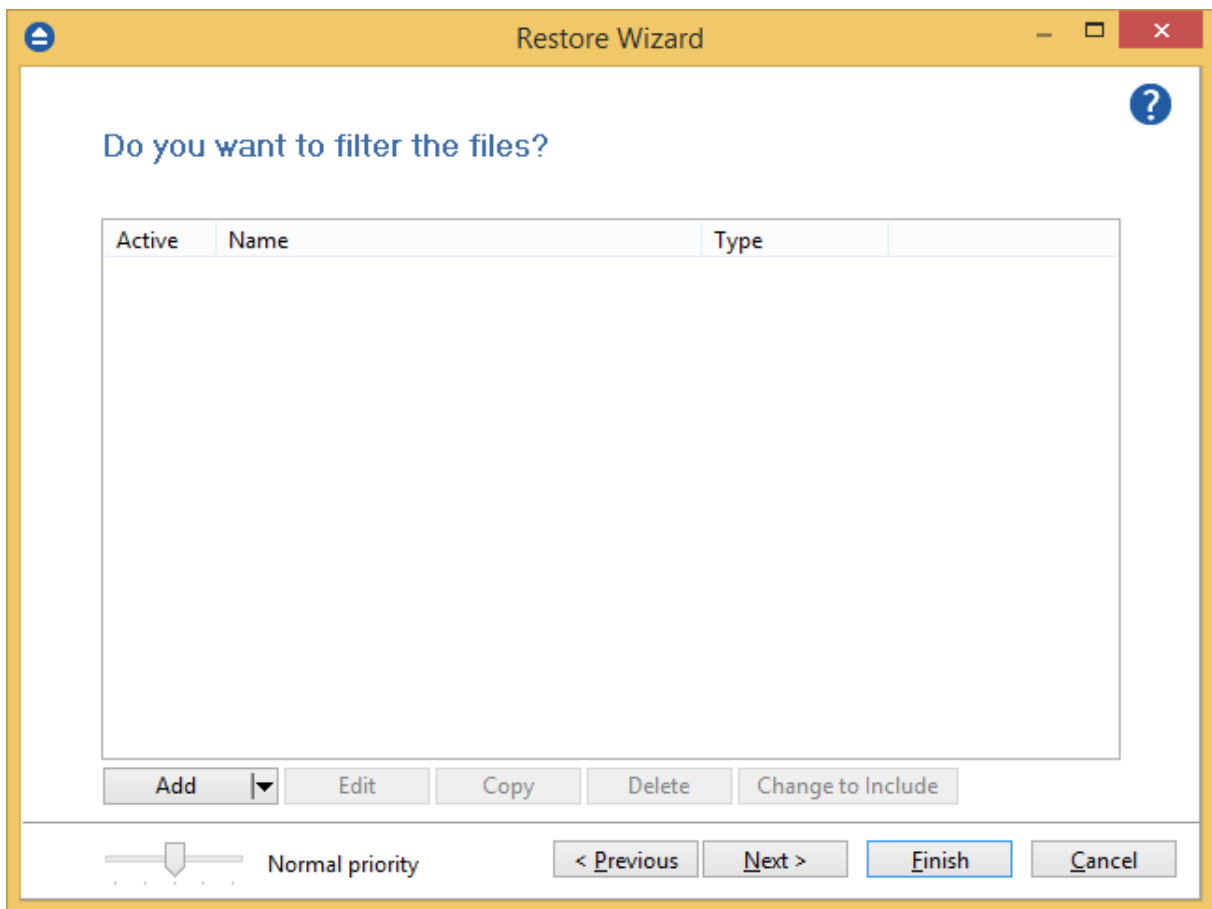 Restore Wizard
?
Do you want to filter the files?
Active Name Type
Add Edit Copy Delete Change to Include
Normal priority < Previous Next > Finish Cancel